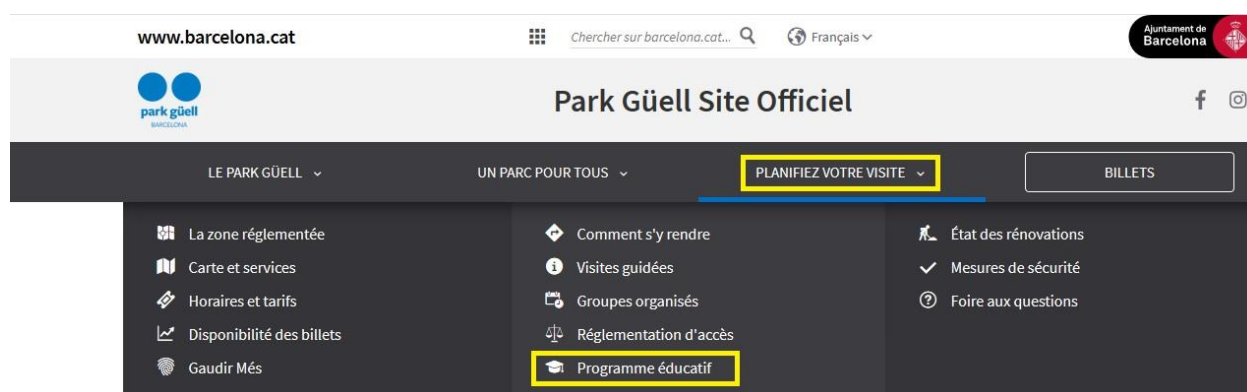 www.barcelona.cat
Chercher sur barcelona.cat...
Français
Ajuntament de
Barcelona
park güell
BARCELONA
Park Güell Site Officiel
LE PARK GÜELL
UN PARC POUR TOUS
PLANIFIEZ VOTRE VISITE
BILLETS
La zone réglementée
Carte et services
Horaires et tarifs
Disponibilité des billets
Gaudir Més
Comment s'y rendre
Visites guidées
Groupes organisés
Réglementation d'accès
Programme éducatif
État des rénovations
Mesures de sécurité
Foire aux questions